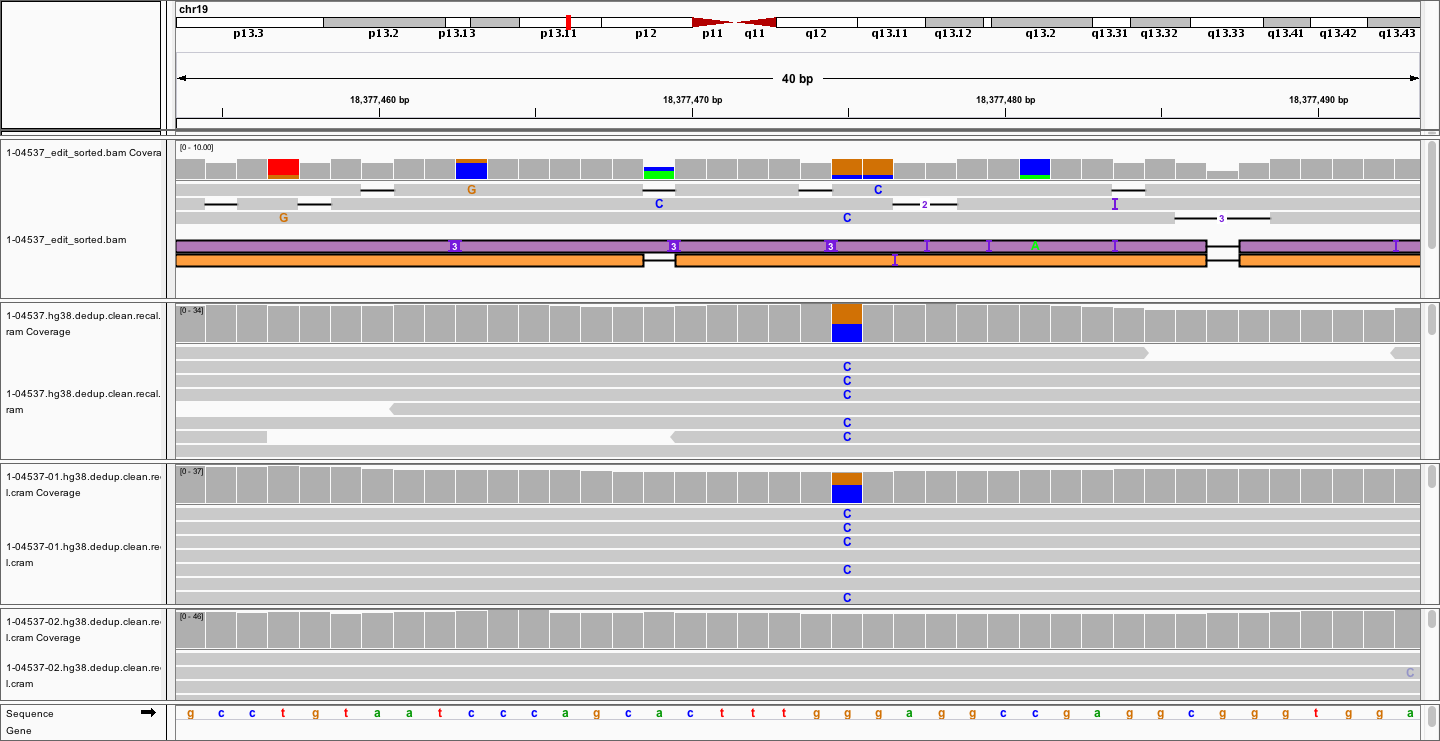 chr19
p13.3 p13.2 p13.13 p13.11 p12 p11 q11 q12 q13.11 q13.12 q13.2 q13.31 q13.32 q13.33 q13.41 q13.42 q13.43
40 bp
18,377,460 bp 18,377,470 bp 18,377,480 bp 18,377,490 bp
1-04537_edit_sorted.bam Covera
[0 - 10.00]
G C
C 2 I
G C 3
1-04537_edit_sorted.bam
3 3 3 I I A I I
I
1-04537.hg38.dedup.clean.recal.
ram Coverage
[0 - 34]
C
C
C
1-04537.hg38.dedup.clean.recal.
ram
C
C
1-04537-01.hg38.dedup.clean.re
l.cram Coverage
[0 - 37]
C
C
C
1-04537-01.hg38.dedup.clean.re
l.cram
C
C
1-04537-02.hg38.dedup.clean.re
l.cram Coverage
[0 - 46]
1-04537-02.hg38.dedup.clean.re
l.cram
C
Sequence
g c c t g t a a t c c c a g c a c t t t g g g a g g c c g a g g c g g g t g g a
Gene